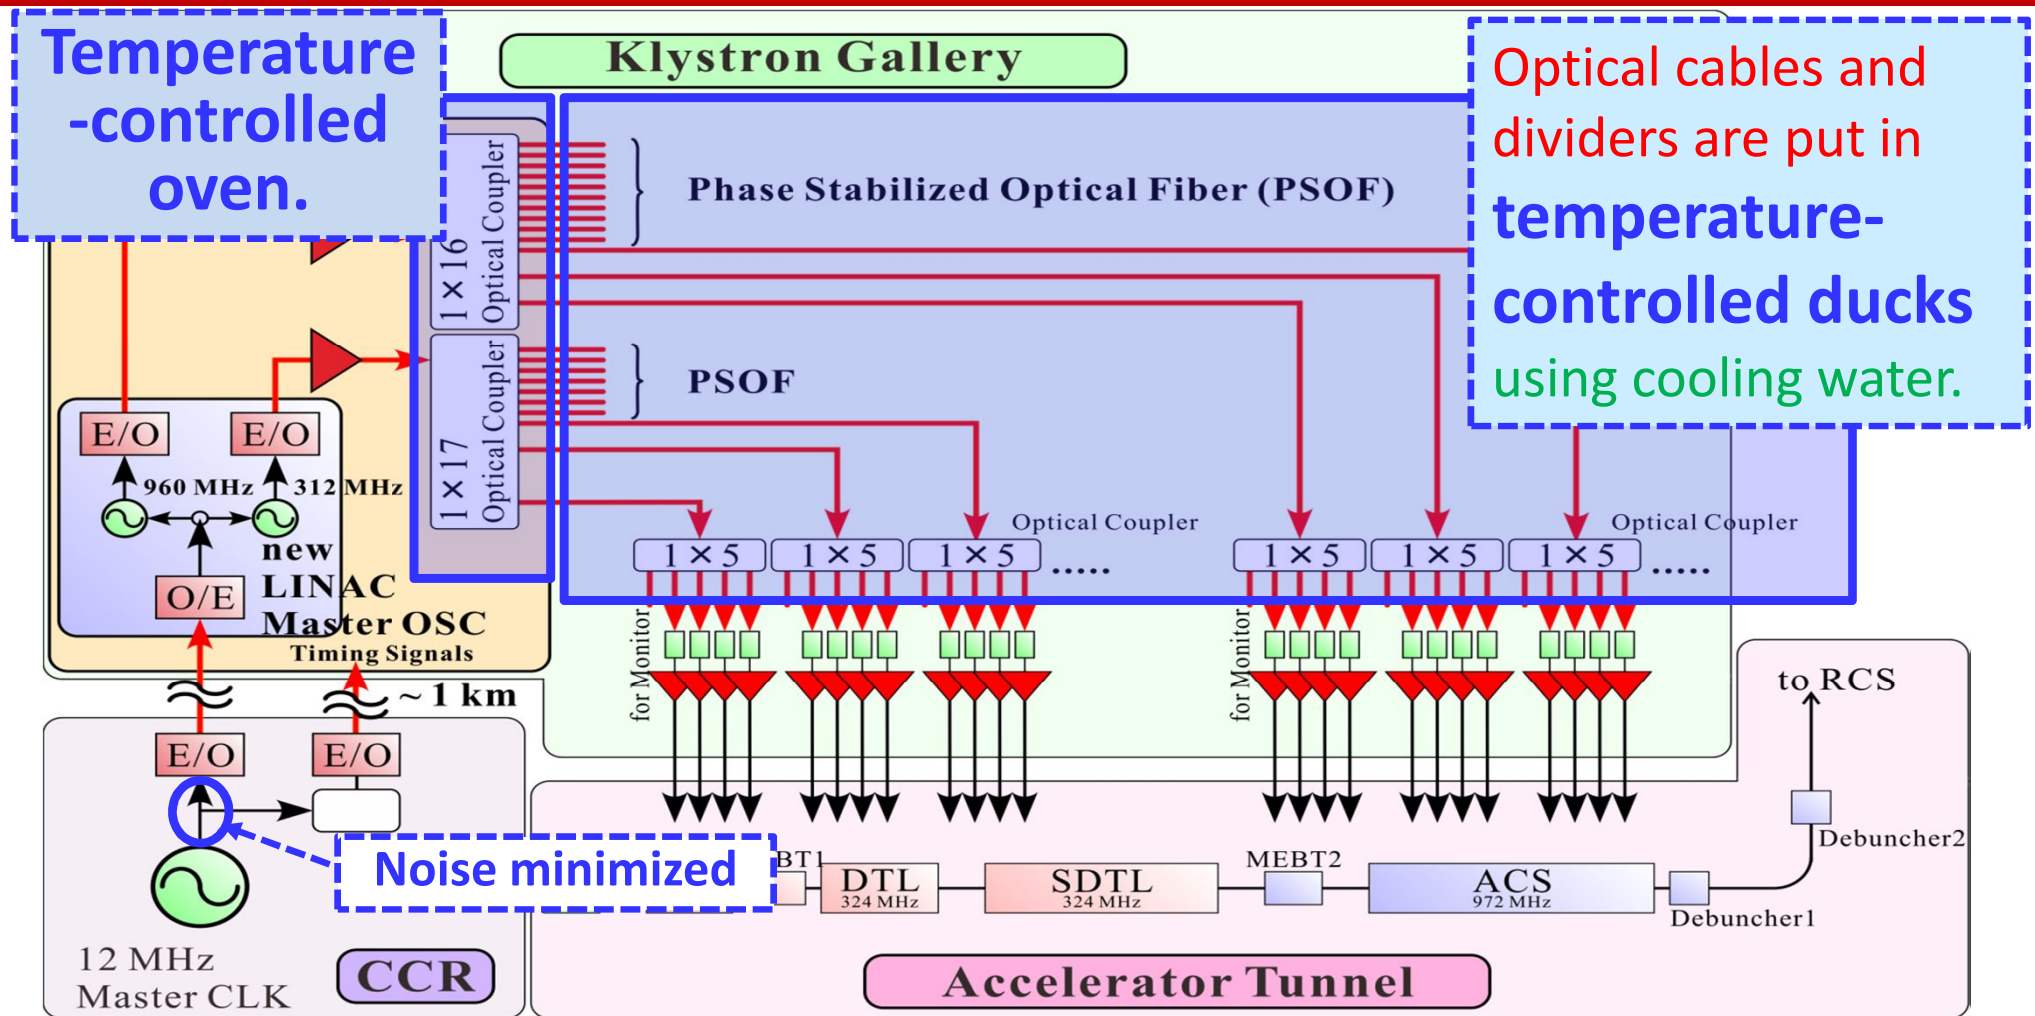 Temperature
-controlled
oven.
Klystron Gallery
Optical cables and
dividers are put in
temperature-
controlled ducks
using cooling water.
1×16
Optical Coupler
Phase Stabilized Optical Fiber (PSOF)
1×17
Optical Coupler
PSOF
E/O
E/O
960 MHz
312 MHz
new
LINAC
Master OSC
Timing Signals
O/E
Optical Coupler
Optical Coupler
1×5
1×5
1×5
.....
1×5
1×5
1×5
.....
for Monitor
for Monitor
~ 1 km
E/O
E/O
to RCS
Noise minimized
12 MHz
Master CLK
CCR
BT1
DTL
324 MHz
SDTL
324 MHz
MEBT2
ACS
972 MHz
Debuncher1
Debuncher2
Accelerator Tunnel